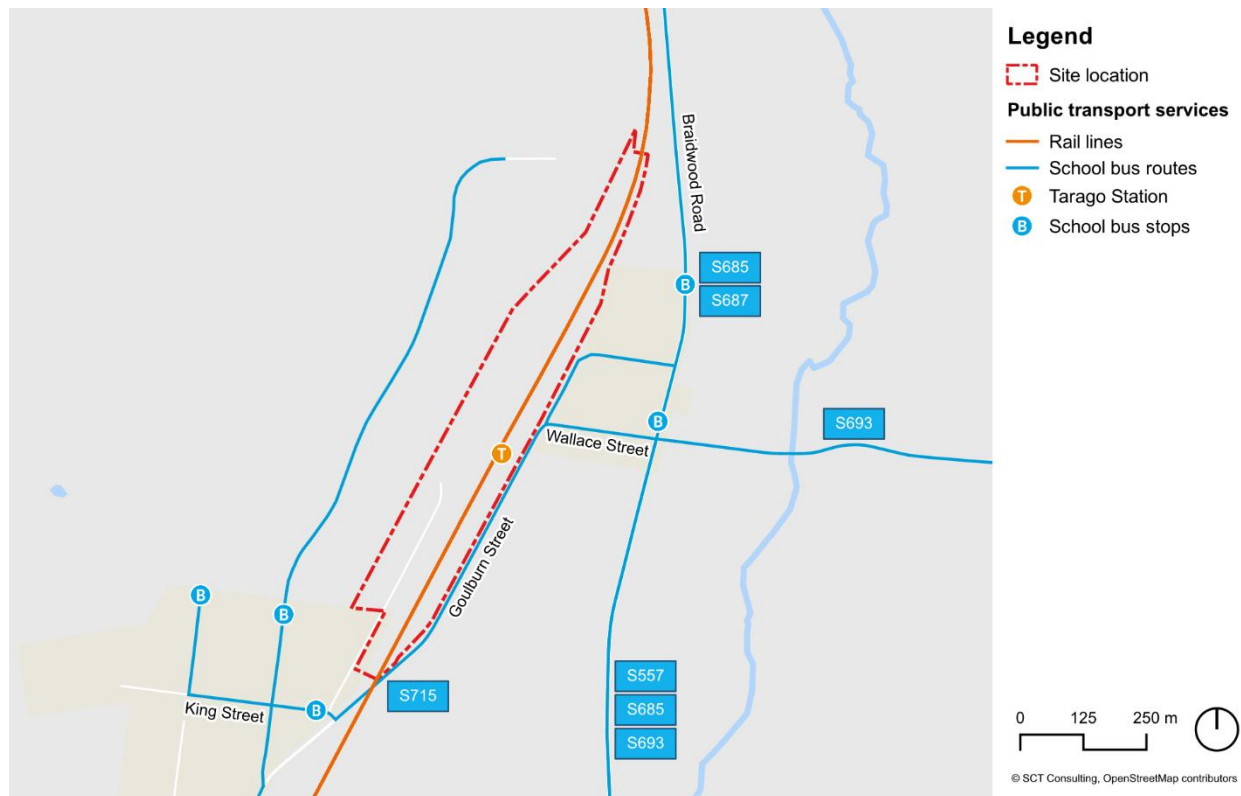 Braidwood Road
S685
S687
B
B
S693
Wallace Street
T
Goulburn Street
B
B
S715
King Street
B
S557
S685
S693
Legend
Site location
Public transport services
Rail lines
School bus routes
T Tarago Station
B School bus stops
0 125 250 m
© SCT Consulting, OpenStreetMap contributors